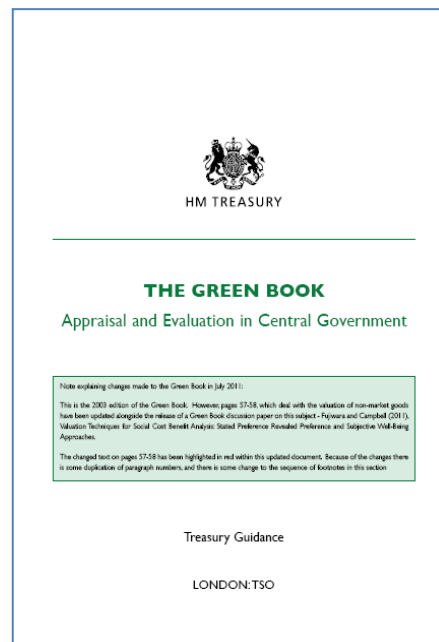 HM TREASURY
THE GREEN BOOK
Appraisal and Evaluation in Central Government
Note explaining changes made to the Green Book in July 2011:
This is the 2003 edition of the Green Book. However, pages 57-58, which deal with the valuation of non-market goods
have been updated alongside the release of a Green Book discussion paper on this subject - Fujiwara and Campbell (2011),
Valuation Techniques for Social Cost Benefit Analysis: Stated Preference Revealed Preference and Subjective Well-Being
Approaches.
The changed text on pages 57-58 has been highlighted in red within this updated document. Because of the changes there
is some duplication of paragraph numbers, and there is some change to the sequence of footnotes in this section
Treasury Guidance
LONDON:TSO